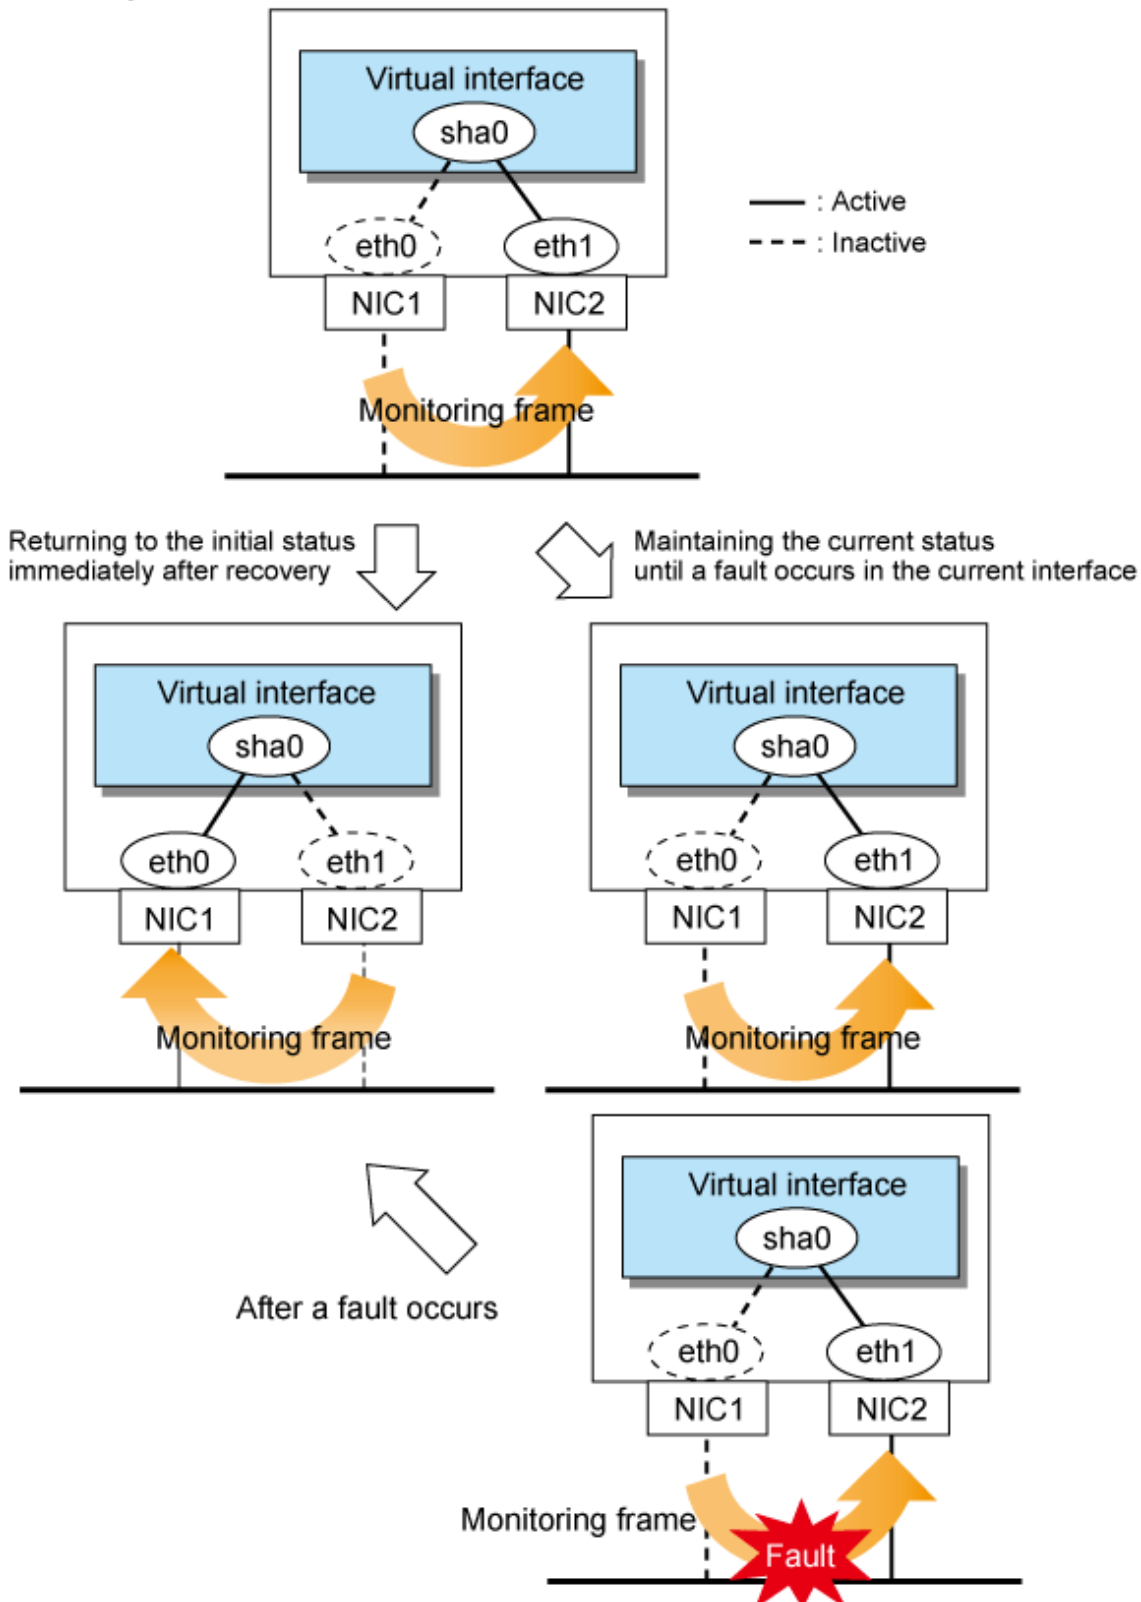 Virtual interface
sha0
: Active
eth0
eth1
: Inactive
NIC1
NIC2
Monitoring frame
Returning to the initial status
immediately after recovery
Maintaining the current status
until a fault occurs in the current interface
Virtual interface
sha0
eth0
eth1
NIC1
NIC2
Monitoring frame
Virtual interface
sha0
eth0
eth1
NIC1
NIC2
Monitoring frame
After a fault occurs
Virtual interface
sha0
eth0
eth1
NIC1
NIC2
Monitoring frame
Fault